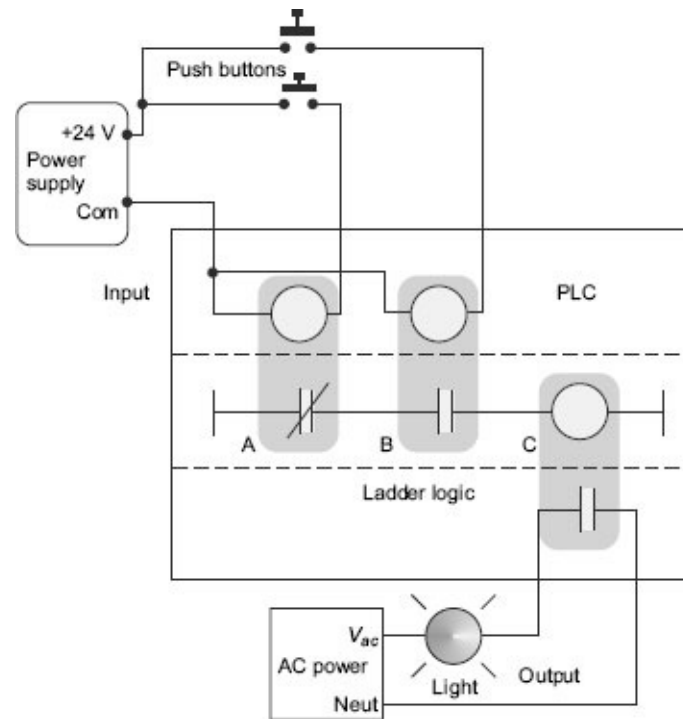 Push buttons
+24 V
Power
supply
Com
Input
PLC
A
B
C
Ladder logic
Vac
AC power
Light
Output
Neut